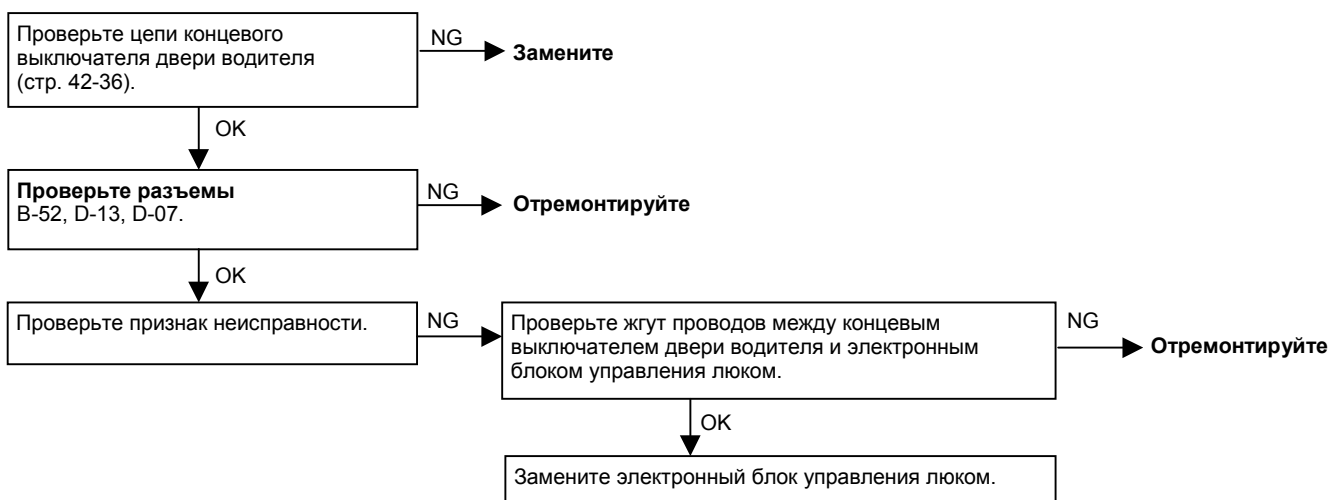 Проверьте цепи концевого
выключателя двери водителя
(стр. 42-36).
NG
Замените
OK
Проверьте разъемы
B-52, D-13, D-07.
NG
Отремонтируйте
OK
Проверьте признак неисправности.
NG
Проверьте жгут проводов между концевым
выключателем двери водителя и электронным
блоком управления люком.
NG
Отремонтируйте
OK
Замените электронный блок управления люком.